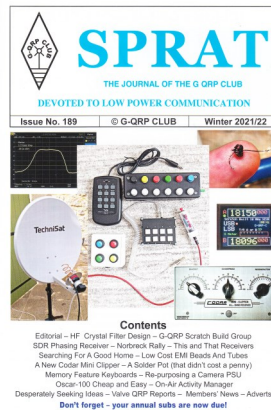 G QRP CLUB
SPRAT
THE JOURNAL OF THE G QRP CLUB
DEVOTED TO LOW POWER COMMUNICATION
Issue No. 189 © G-QRP CLUB Winter 2021/22
TechniSat
18150000
USB
LSB
18096000
CODAR
Contents
Editorial – HF Crystal Filter Design – G-QRP Scratch Build Group
SDR Phasing Receiver – Norbreck Rally – This and That Receivers
Searching For A Good Home – Low Cost EMI Beads And Tubes
A New Codar Mini Clipper – A Solder Pot (that didn't cost a penny)
Memory Feature Keyboards – Re-purposing a Camera PSU
Oscar-100 Cheap and Easy – On-Air Activity Manager
Desperately Seeking Ideas – Valve QRP Reports – Members' News – Adverts
Don't forget – your annual subs are now due!